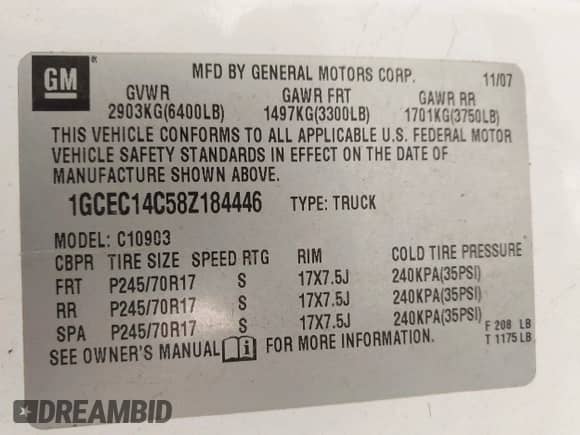 GM ®
MFD BY GENERAL MOTORS CORP. 11/07
GVWR GAWR FRT GAWR RR
2903KG(6400LB) 1497KG(3300LB) 1701KG(3750LB)
THIS VEHICLE CONFORMS TO ALL APPLICABLE U.S. FEDERAL MOTOR
VEHICLE SAFETY STANDARDS IN EFFECT ON THE DATE OF
MANUFACTURE SHOWN ABOVE.
1GCEC14C58Z184446 TYPE: TRUCK
MODEL: C10903
CBPR TIRE SIZE SPEED RTG RIM COLD TIRE PRESSURE
FRT P245/70R17 S 17X7.5J 240KPA(35PSI)
RR P245/70R17 S 17X7.5J 240KPA(35PSI)
SPA P245/70R17 S 17X7.5J 240KPA(35PSI)
SEE OWNER'S MANUAL i FOR MORE INFORMATION.
F 208 LB
T 1175 LB
DREAMBID